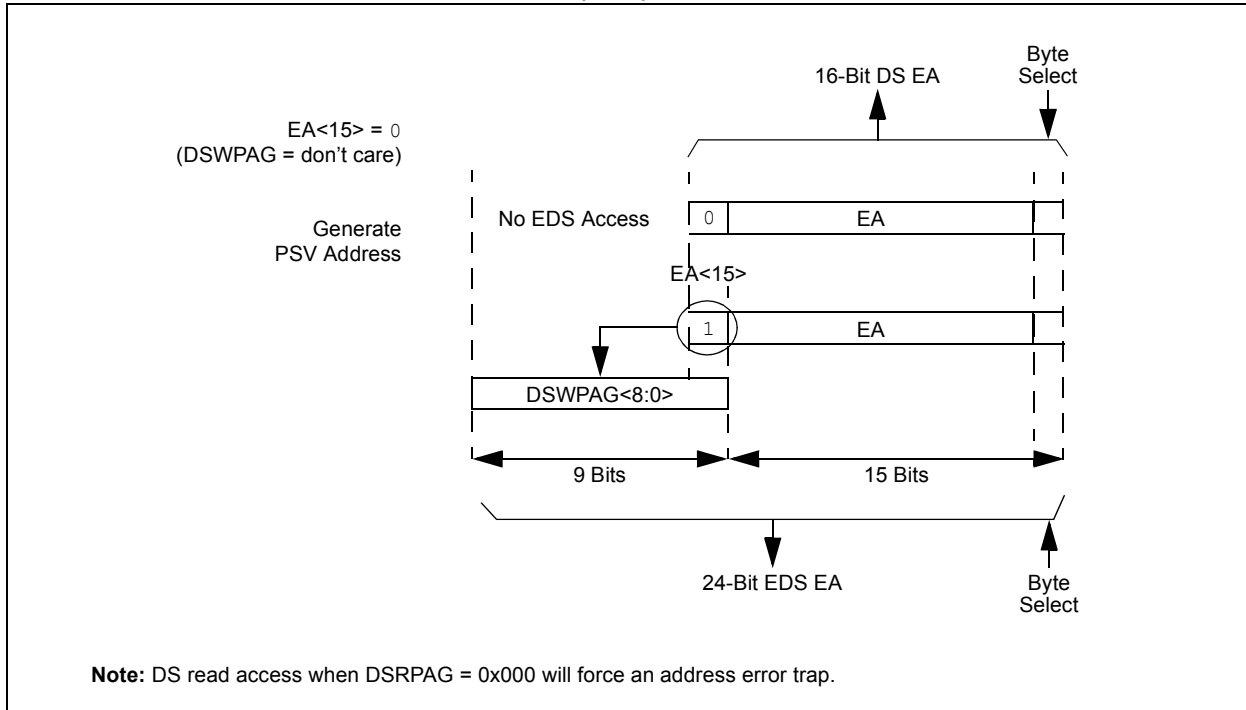 16-Bit DS EA
Byte
Select
EA<15> = 0
(DSWPAG = don't care)
Generate
PSV Address
No EDS Access
0
EA
EA<15>
1
EA
DSWPAG<8:0>
9 Bits
15 Bits
24-Bit EDS EA
Byte
Select
Note: DS read access when DSRPAG = 0x000 will force an address error trap.